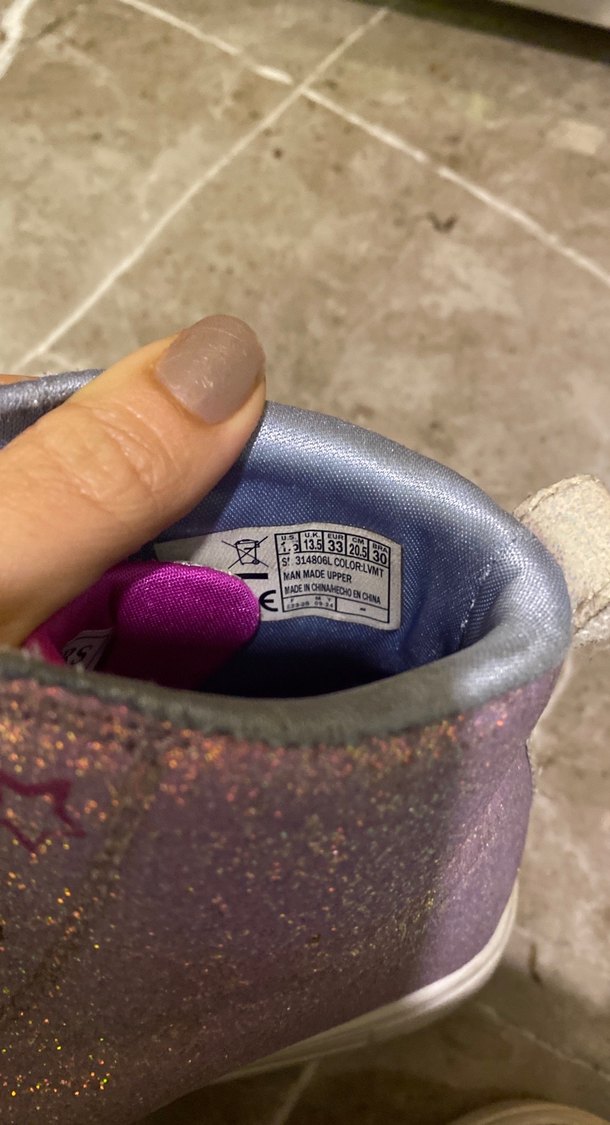 U.S. U.K. EUR CM BRA
1.5 13.5 33 20.5 30
314806L COLOR:LVMT
MAN MADE UPPER
MADE IN CHINA/HECHO EN CHINA
CE